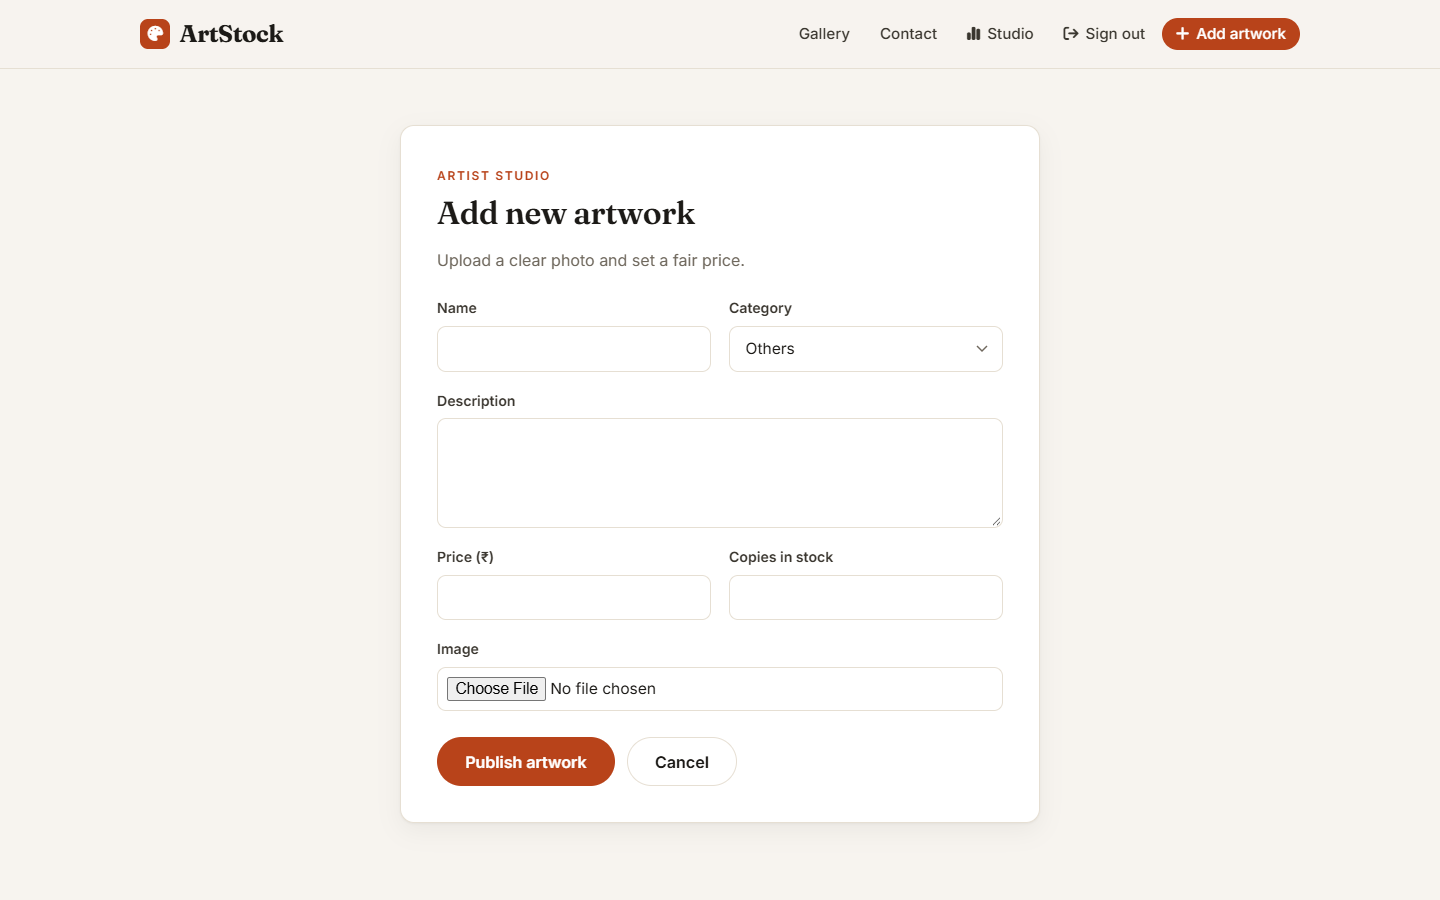 ArtStock
Gallery
Contact
Studio
Sign out
Add artwork
ARTIST STUDIO
Add new artwork
Upload a clear photo and set a fair price.
Name
Category
Others
Description
Price (₹)
Copies in stock
Image
Choose File No file chosen
Publish artwork
Cancel